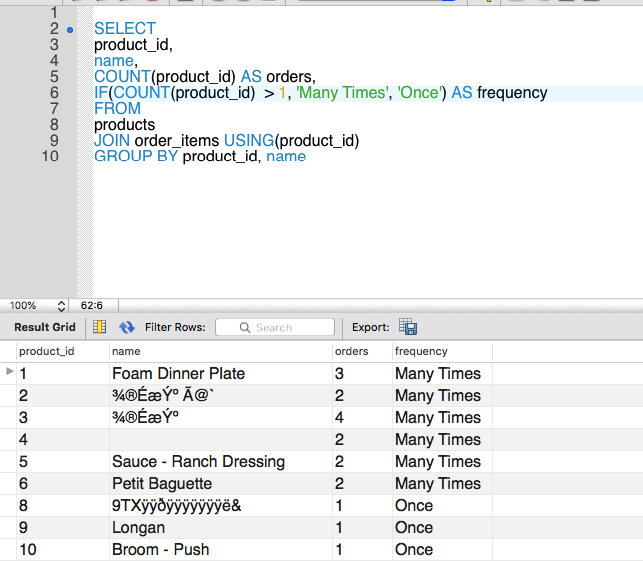 1
2 SELECT
3 product_id,
4 name,
5 COUNT(product_id) AS orders,
6 IF(COUNT(product_id)  > 1, 'Many Times', 'Once') AS frequency
7 FROM
8 products
9 JOIN order_items USING(product_id)
10 GROUP BY product_id, name
100% 62:6
Result Grid Filter Rows: Search Export:
product_id name orders frequency
1 Foam Dinner Plate 3 Many Times
2 ¾®ÉæÝº Ã@` 2 Many Times
3 ¾®ÉæÝº 4 Many Times
4 2 Many Times
5 Sauce - Ranch Dressing 2 Many Times
6 Petit Baguette 2 Many Times
8 9TXÿÿðÿÿÿÿÿÿë& 1 Once
9 Longan 1 Once
10 Broom - Push 1 Once